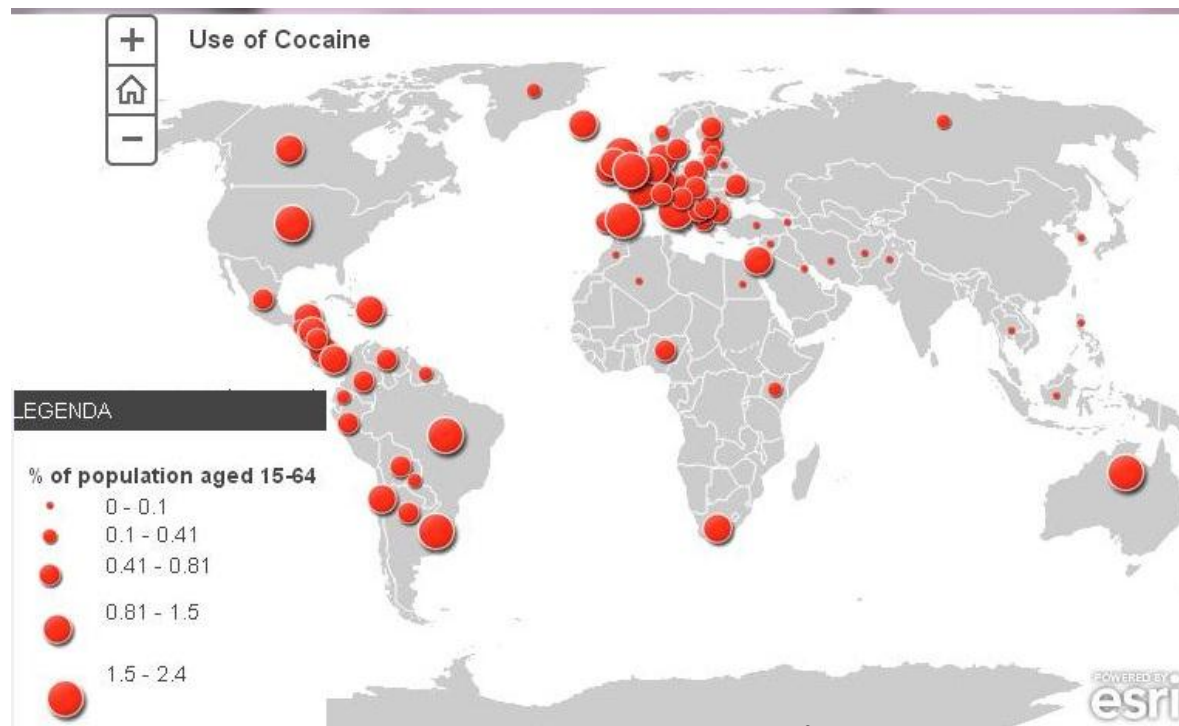 Use of Cocaine
LEGENDA
% of population aged 15-64
0 - 0.1
0.1 - 0.41
0.41 - 0.81
0.81 - 1.5
1.5 - 2.4
POWERED BY
esri